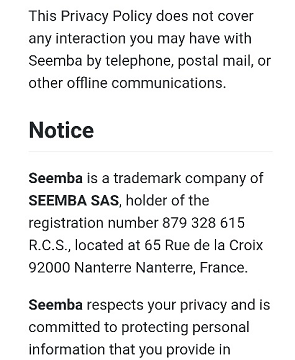 This Privacy Policy does not cover
any interaction you may have with
Seemba by telephone, postal mail, or
other offline communications.
Notice
Seemba is a trademark company of
SEEMBA SAS, holder of the
registration number 879 328 615
R.C.S., located at 65 Rue de la Croix
92000 Nanterre Nanterre, France.
Seemba respects your privacy and is
committed to protecting personal
information that you provide in